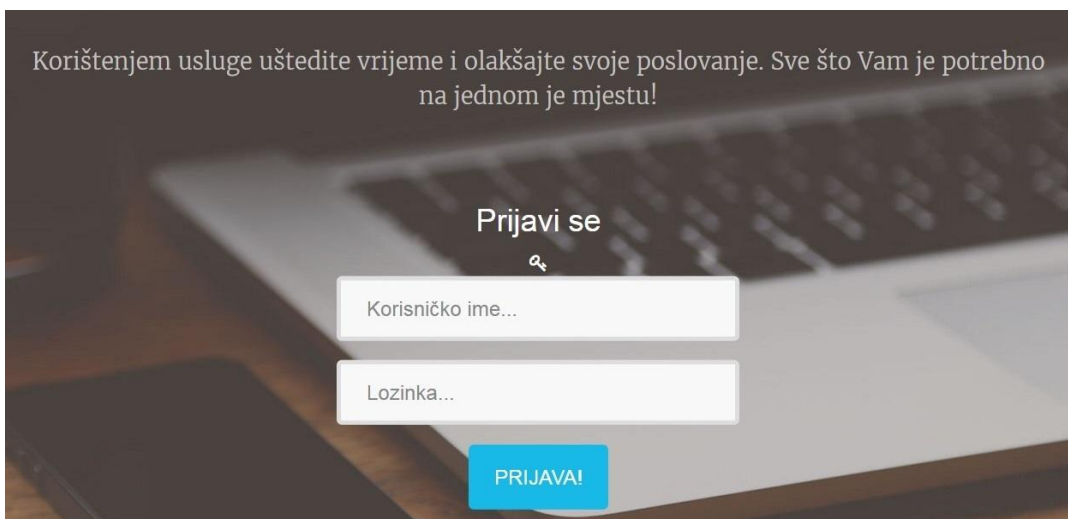 Korištenjem usluge uštedite vrijeme i olakšajte svoje poslovanje. Sve što Vam je potrebno
na jednom je mjestu!
Prijavi se
Korisničko ime...
Lozinka...
PRIJAVA!